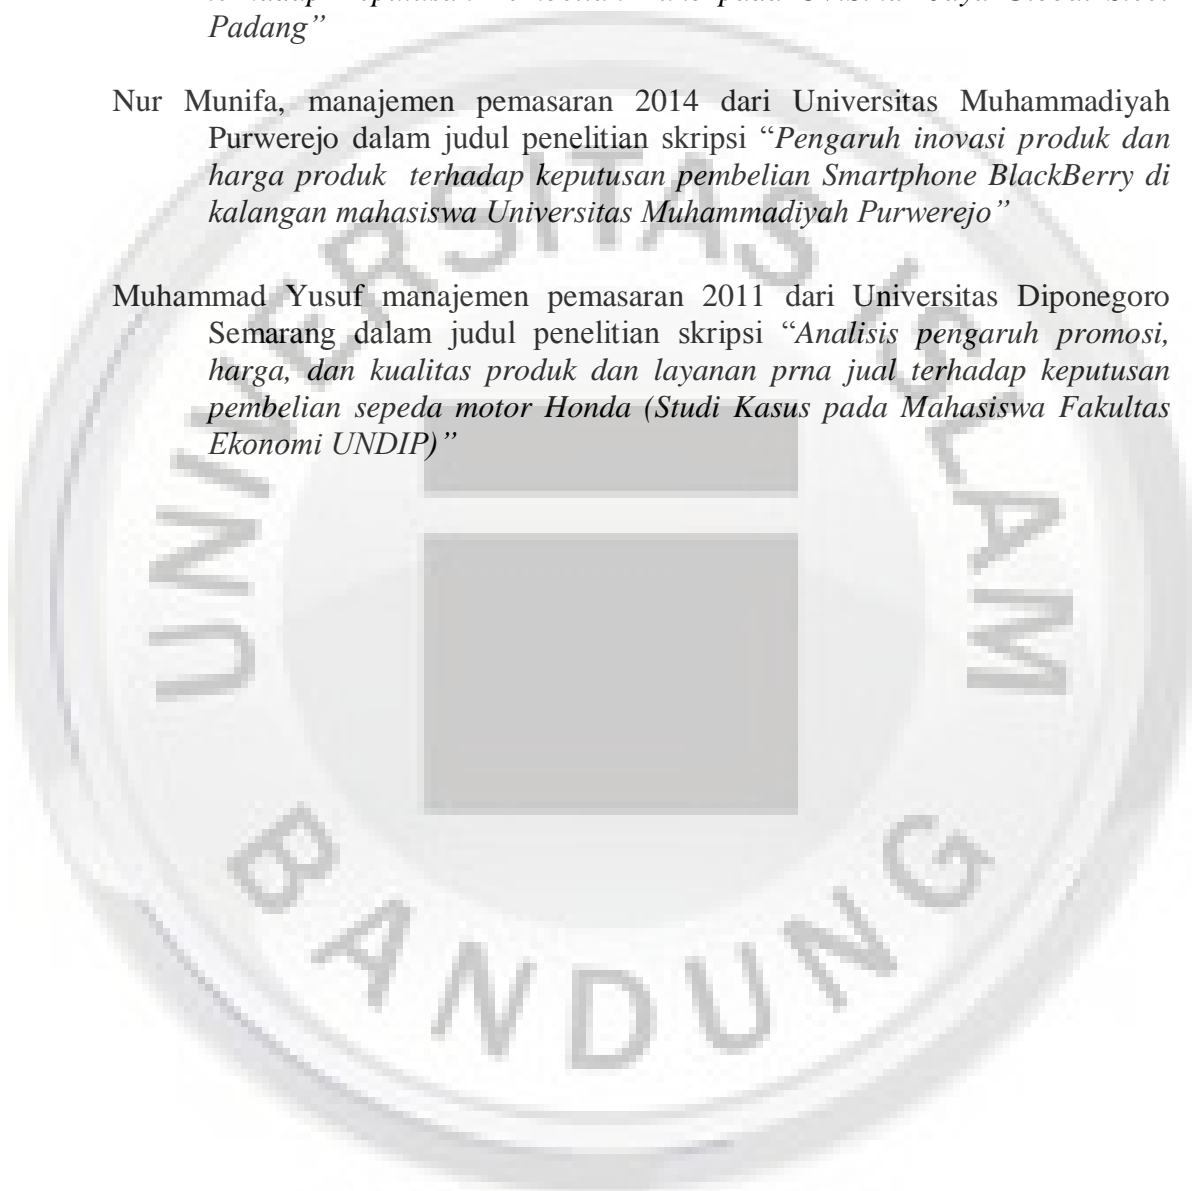 Padang”
Nur Munifa, manajemen pemasaran 2014 dari Universitas Muhammadiyah
Purwerejo dalam judul penelitian skripsi “Pengaruh inovasi produk dan
harga produk terhadap keputusan pembelian Smartphone BlackBerry di
kalangan mahasiswa Universitas Muhammadiyah Purwerejo”
Muhammad Yusuf manajemen pemasaran 2011 dari Universitas Diponegoro
Semarang dalam judul penelitian skripsi “Analisis pengaruh promosi,
harga, dan kualitas produk dan layanan prna jual terhadap keputusan
pembelian sepeda motor Honda (Studi Kasus pada Mahasiswa Fakultas
Ekonomi UNDIP)”
UNIVERSITAS ISLAM
BANDUNG